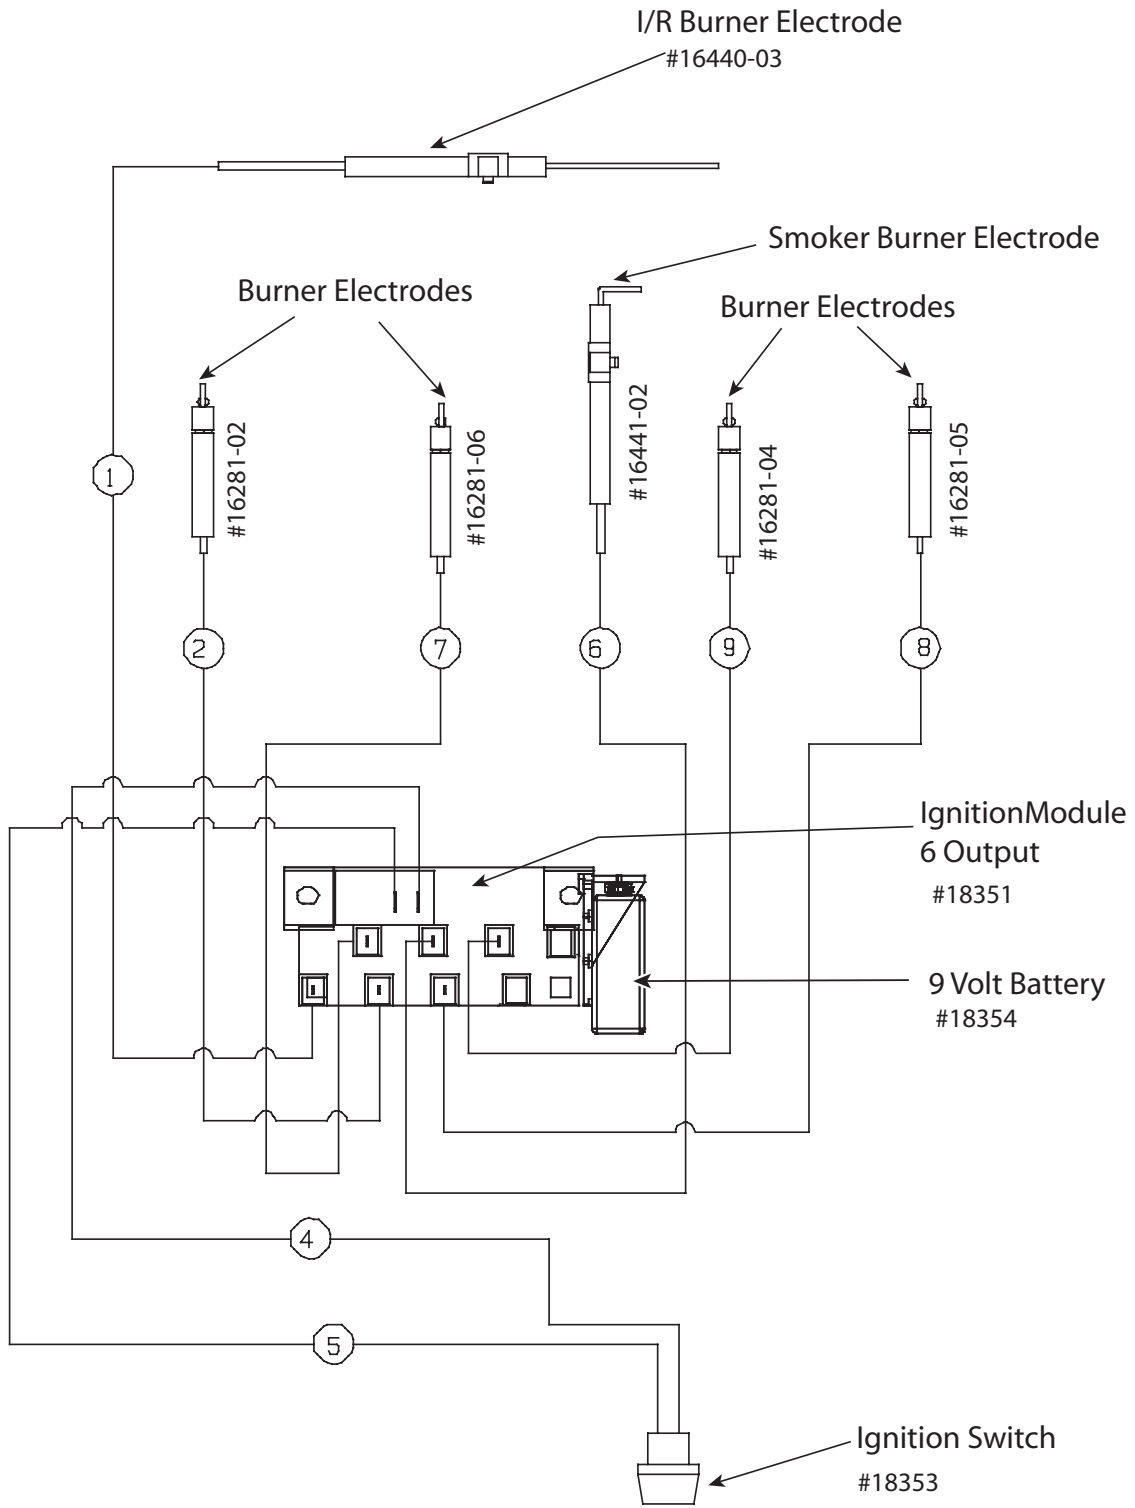 I/R Burner Electrode
#16440-03
Smoker Burner Electrode
Burner Electrodes
Burner Electrodes
#16281-02
#16281-06
#16441-02
#16281-04
#16281-05
1
2
7
6
9
8
IgnitionModule
6 Output
#18351
9 Volt Battery
#18354
4
5
Ignition Switch
#18353